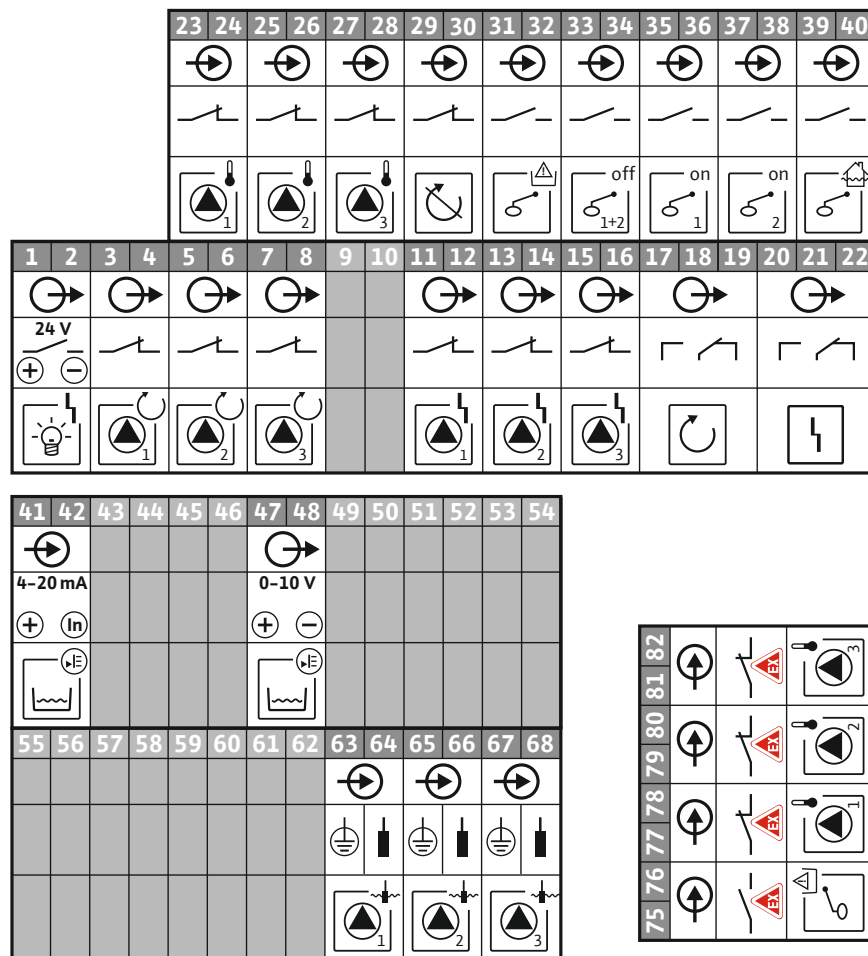 23 24 25 26 27 28 29 30 31 32 33 34 35 36 37 38 39 40
off on on
1 2 3 1+2 1 2
1 2 3 4 5 6 7 8 9 10 11 12 13 14 15 16 17 18 19 20 21 22
24 V
1 2 3 1 2 3
41 42 43 44 45 46 47 48 49 50 51 52 53 54
4-20 mA 0-10 V
In
55 56 57 58 59 60 61 62 63 64 65 66 67 68
1 2 3
81 82 EX 3
79 80 EX 2
77 78 EX 1
75 76 EX